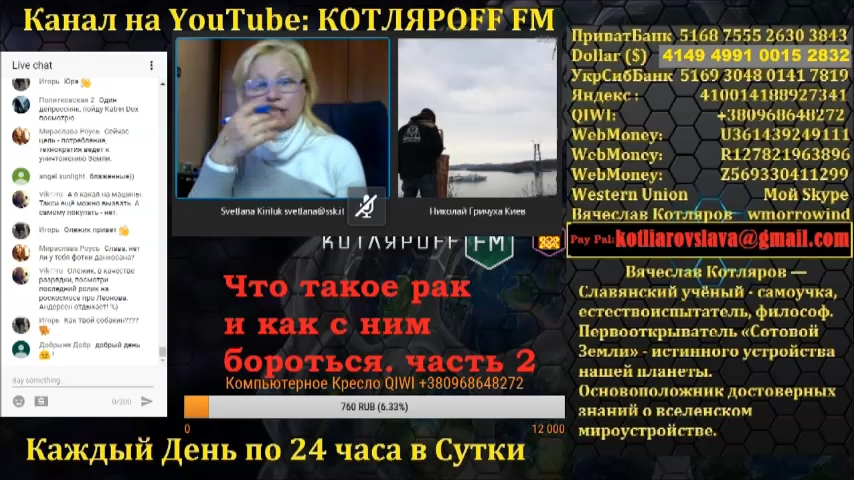 Канал на YouTube: КОТЛЯРОFF FM
Live chat
Игорь Юра
Политковская 2 Один
депрессняк, пойду Katrin Dox
посмотрю
Мирослава Роусь Сейчас
цель - потребление,
технократия ведет к
уничтожению Земли.
angel sunlight блаженные))
А я канал на машины.
Такси ещё можно вызвать. А
самому покупать - нет.
Игорь Олежик привет
Мирослава Роусь Слава, нет
ли у тебя фотки данносана?
Олежик, в качестве
разрядки, посмотри
последний ролик на
роскосмосе про Леонова.
Андерсен отдыхает! %)
Игорь Как твой собакин????
Добрыня Добр добрый день
!
Say something...
0/200
Svetlana Kiriluk svetlana@ssk.it
Николай Гричуха Киев
КОТЛЯРОFF FM
Что такое рак
и как с ним
бороться. часть 2
Компьютерное Кресло QIWI +380968648272
760 RUB (6.33%)
0
12 000
Каждый День по 24 часа в Сутки
ПриватБанк 5168 7555 2630 3843
Dollar ($) 4149 4991 0015 2832
УкрСибБанк 5169 3048 0141 7819
Яндекс : 410014188927341
QIWI: +380968648272
WebMoney: U361439249111
WebMoney: R127821963896
WebMoney: Z569330411299
Western Union Мой Skype
Вячеслав Котляров wmorrowind
Pay Pal: kotliarovslava@gmail.com
Вячеслав Котляров —
Славянский учёный - самоучка,
естествоиспытатель, философ.
Первооткрыватель «Сотовой
Земли» - истинного устройства
нашей планеты.
Основоположник достоверных
знаний о вселенском
мироустройстве.